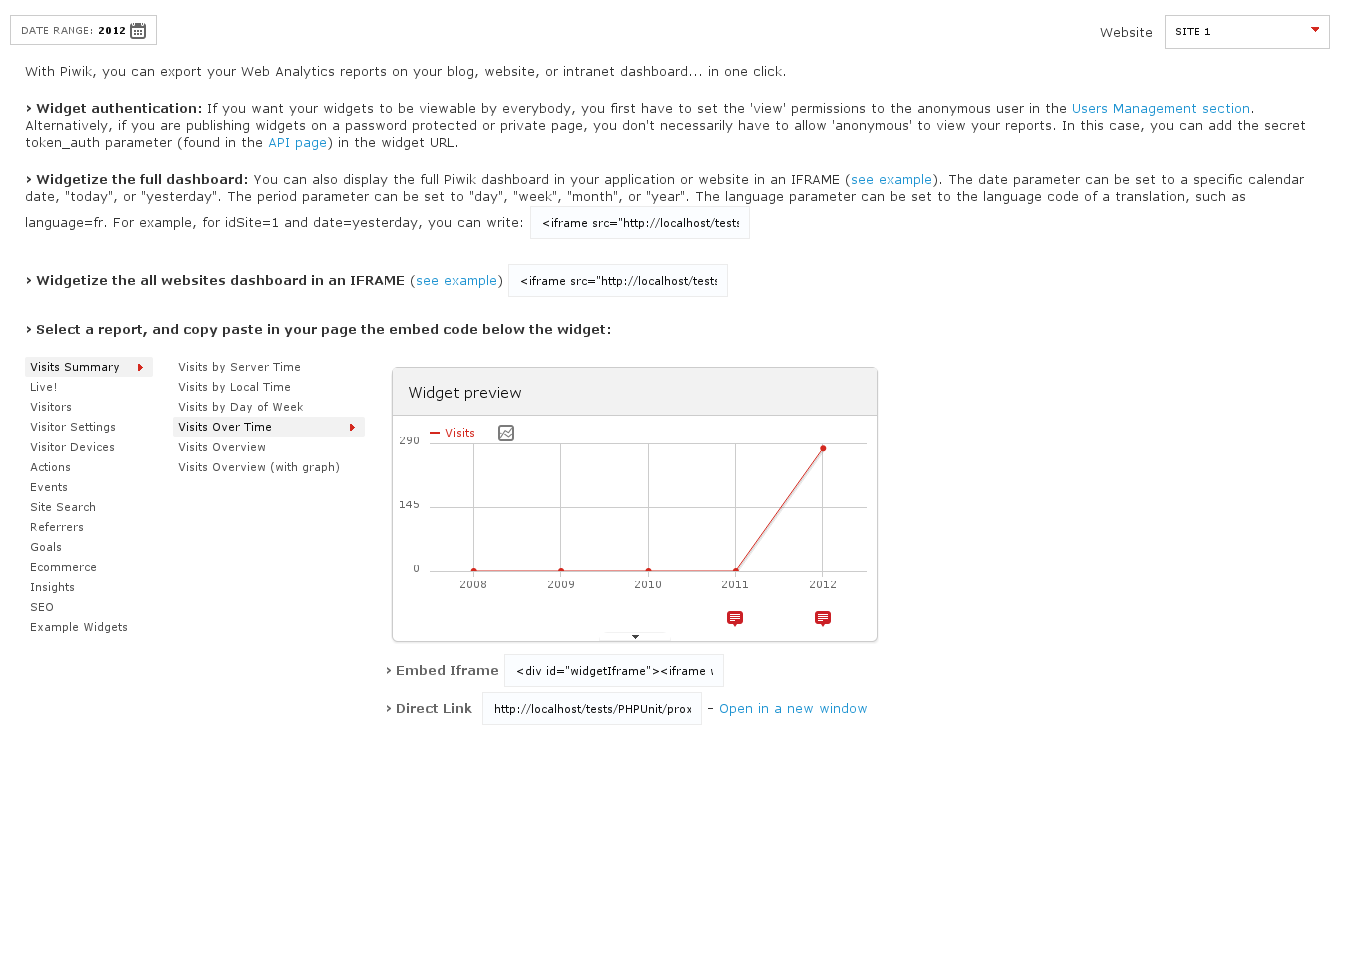 DATE RANGE: 2012
Website
SITE 1
With Piwik, you can export your Web Analytics reports on your blog, website, or intranet dashboard... in one click.
› Widget authentication: If you want your widgets to be viewable by everybody, you first have to set the 'view' permissions to the anonymous user in the Users Management section.
Alternatively, if you are publishing widgets on a password protected or private page, you don't necessarily have to allow 'anonymous' to view your reports. In this case, you can add the secret
token_auth parameter (found in the API page) in the widget URL.
› Widgetize the full dashboard: You can also display the full Piwik dashboard in your application or website in an IFRAME (see example). The date parameter can be set to a specific calendar
date, "today", or "yesterday". The period parameter can be set to "day", "week", "month", or "year". The language parameter can be set to the language code of a translation, such as
language=fr. For example, for idSite=1 and date=yesterday, you can write: <iframe src="http://localhost/tests
› Widgetize the all websites dashboard in an IFRAME (see example) <iframe src="http://localhost/tests
› Select a report, and copy paste in your page the embed code below the widget:
Visits Summary
Live!
Visitors
Visitor Settings
Visitor Devices
Actions
Events
Site Search
Referrers
Goals
Ecommerce
Insights
SEO
Example Widgets
Visits by Server Time
Visits by Local Time
Visits by Day of Week
Visits Over Time
Visits Overview
Visits Overview (with graph)
Widget preview
Visits
290
145
0
2008 2009 2010 2011 2012
› Embed Iframe <div id="widgetIframe"><iframe
› Direct Link http://localhost/tests/PHPUnit/prox - Open in a new window